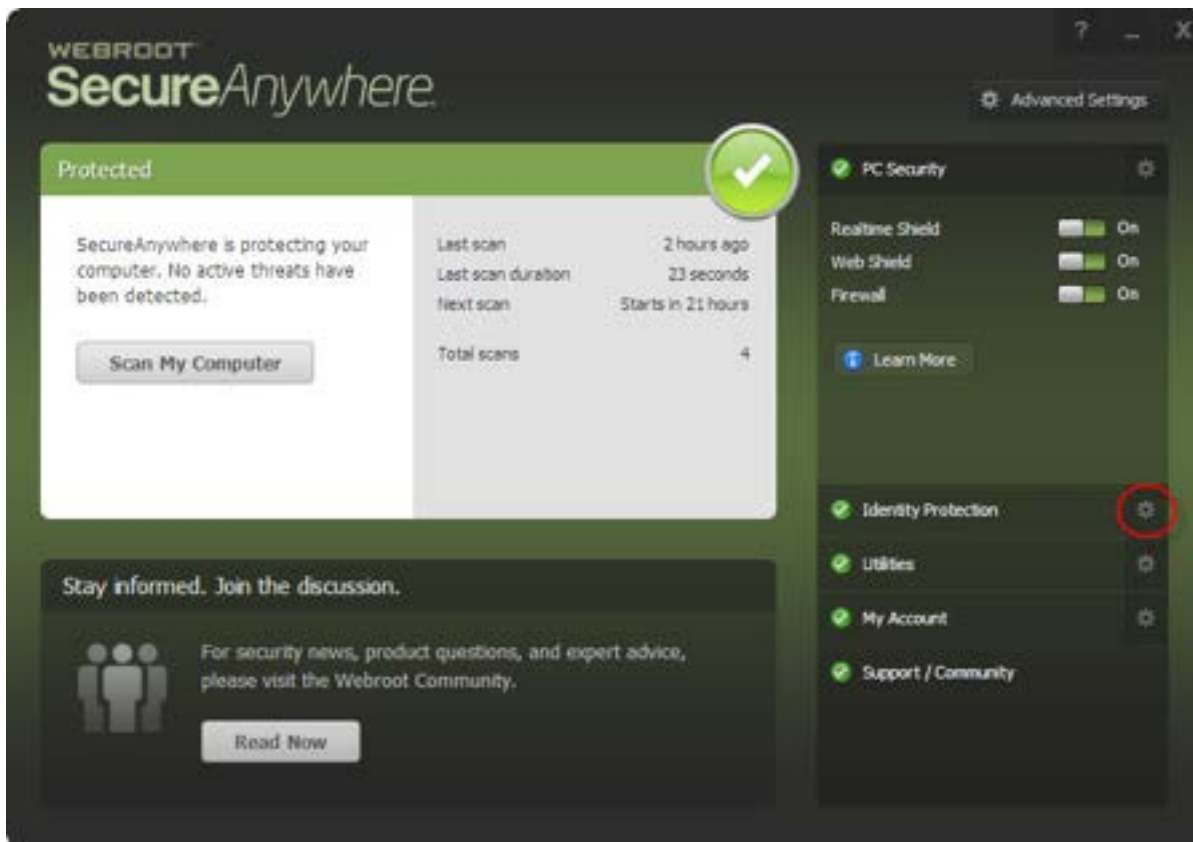 ?  _  X
WEBROOT
SecureAnywhere.
Advanced Settings
Protected
SecureAnywhere is protecting your
computer. No active threats have
been detected.
Scan My Computer
Last scan 2 hours ago
Last scan duration 23 seconds
Next scan Starts in 21 hours
Total scans 4
PC Security
Realtime Shield On
Web Shield On
Firewall On
Learn More
Identity Protection
Utilities
My Account
Support / Community
Stay informed. Join the discussion.
For security news, product questions, and expert advice,
please visit the Webroot Community.
Read Now